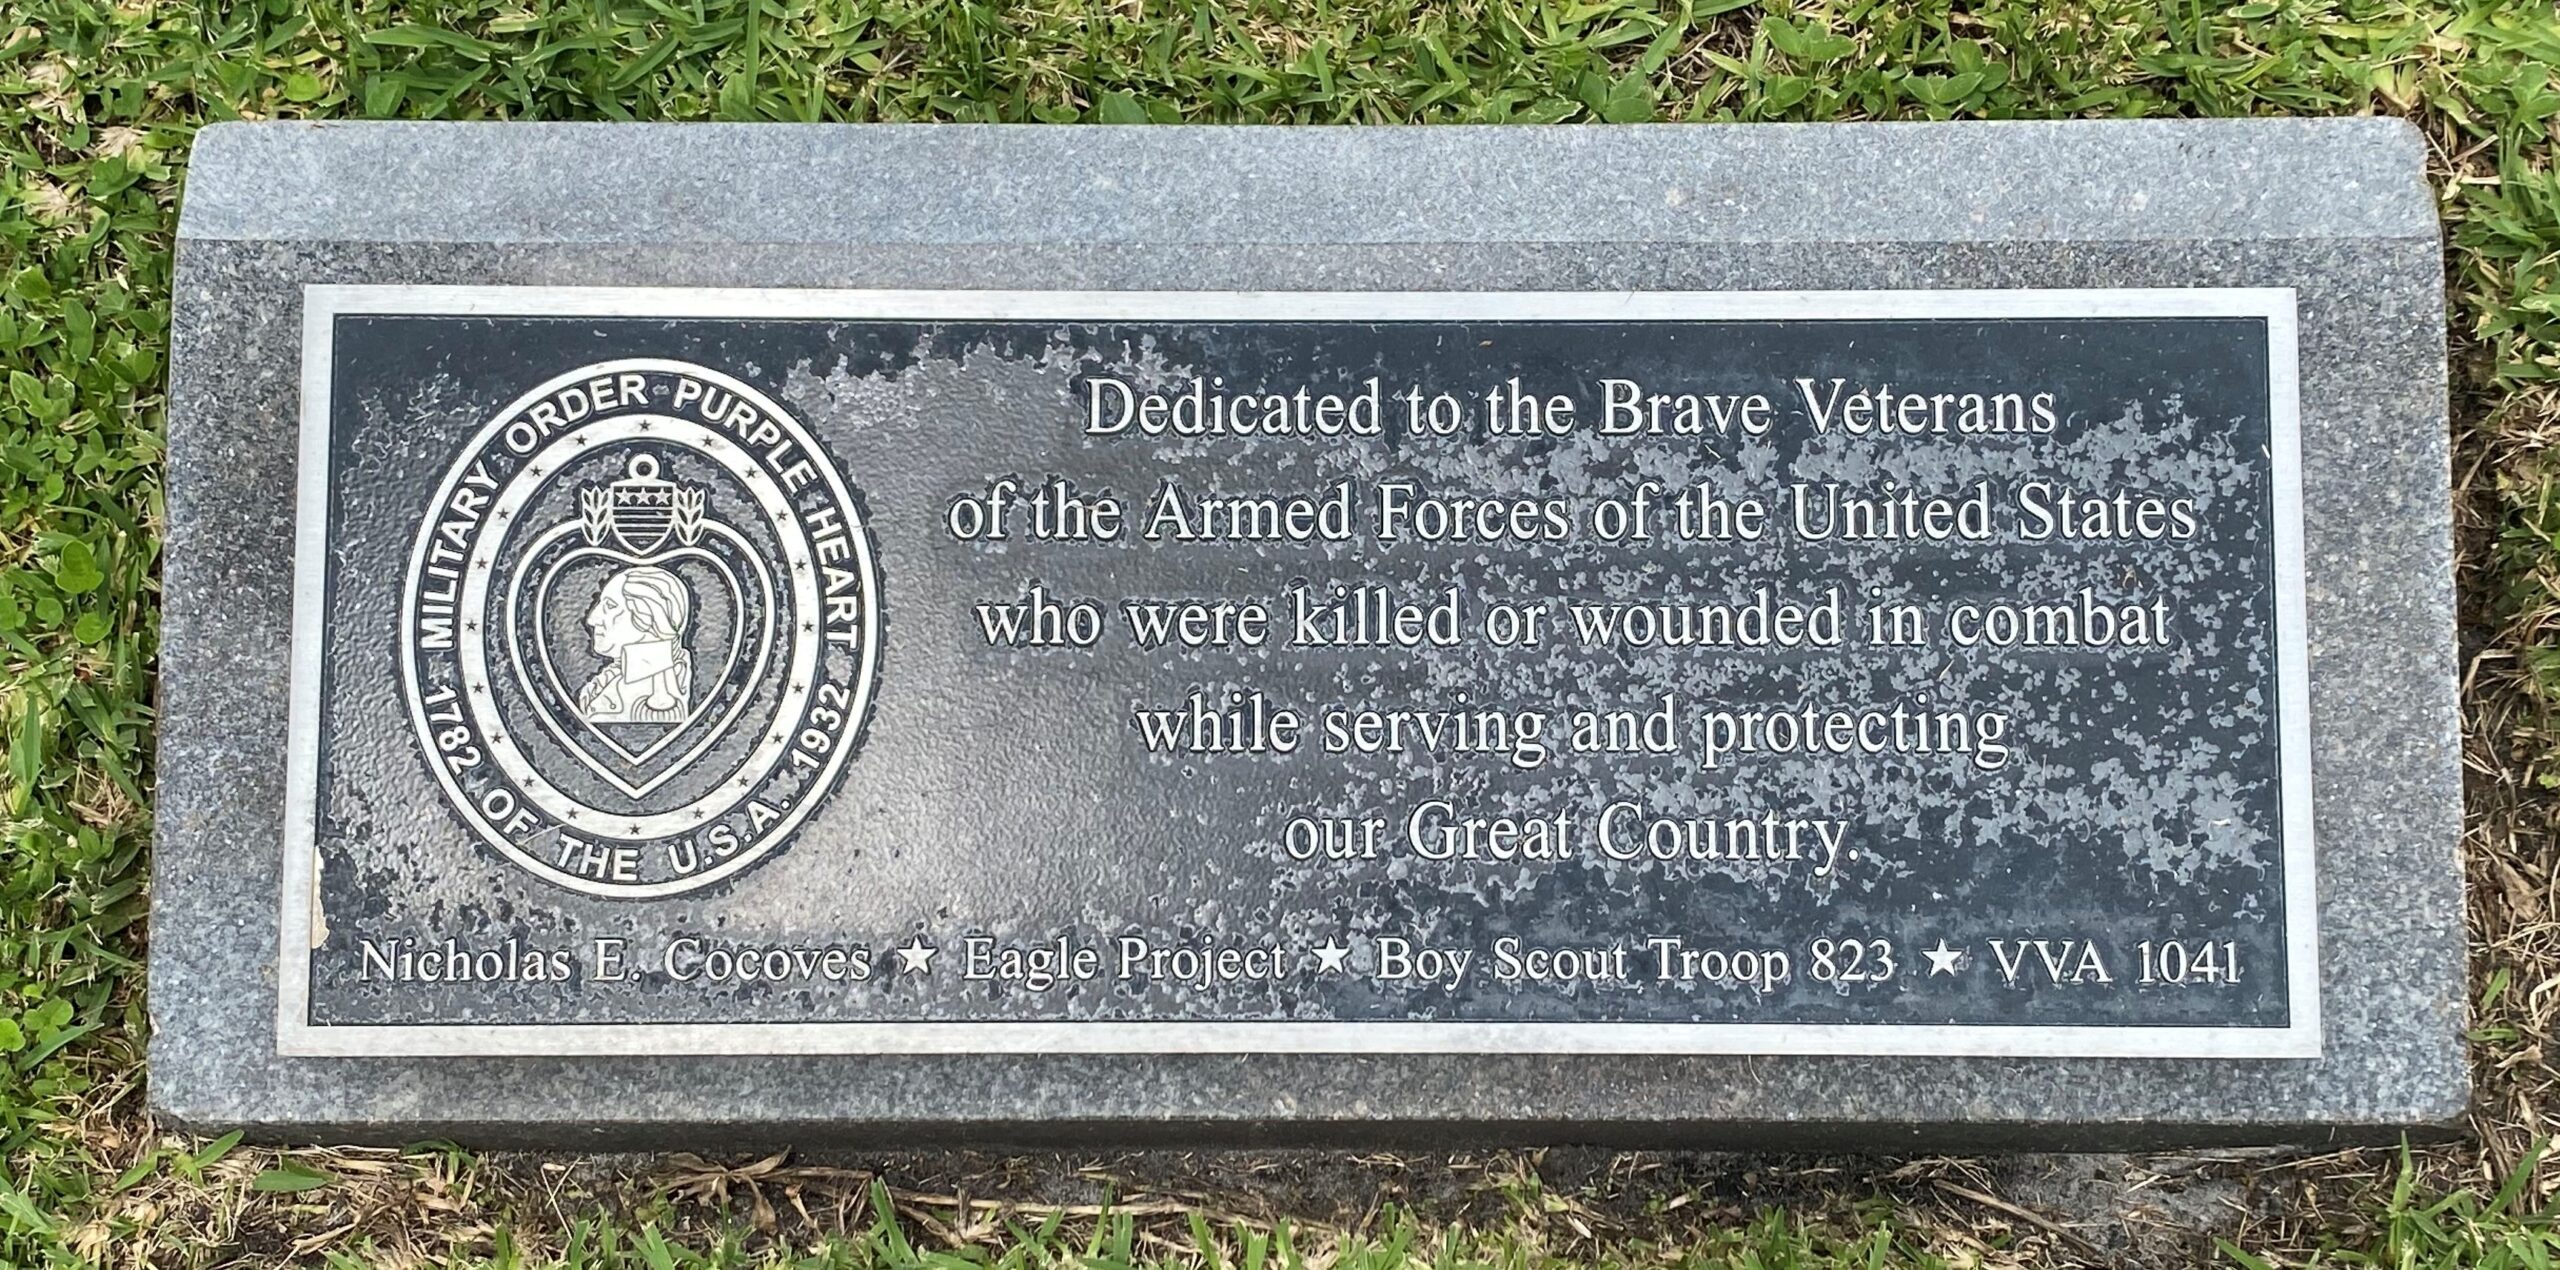 MILITARY ORDER PURPLE HEART
1782 OF THE U.S.A. 1932
Dedicated to the Brave Veterans
of the Armed Forces of the United States
who were killed or wounded in combat
while serving and protecting
our Great Country.
Nicholas E. Cocoves ★ Eagle Project ★ Boy Scout Troop 823 ★ VVA 1041